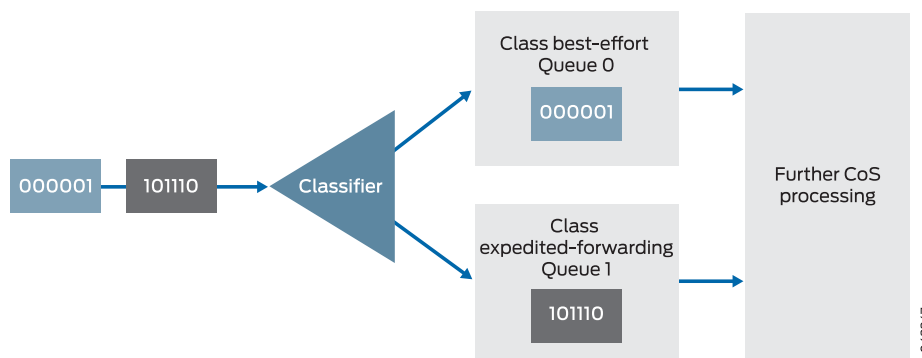 000001
101110
Classifier
Class best-effort
Queue 0
000001
Class
expedited-forwarding
Queue 1
101110
Further CoS
processing